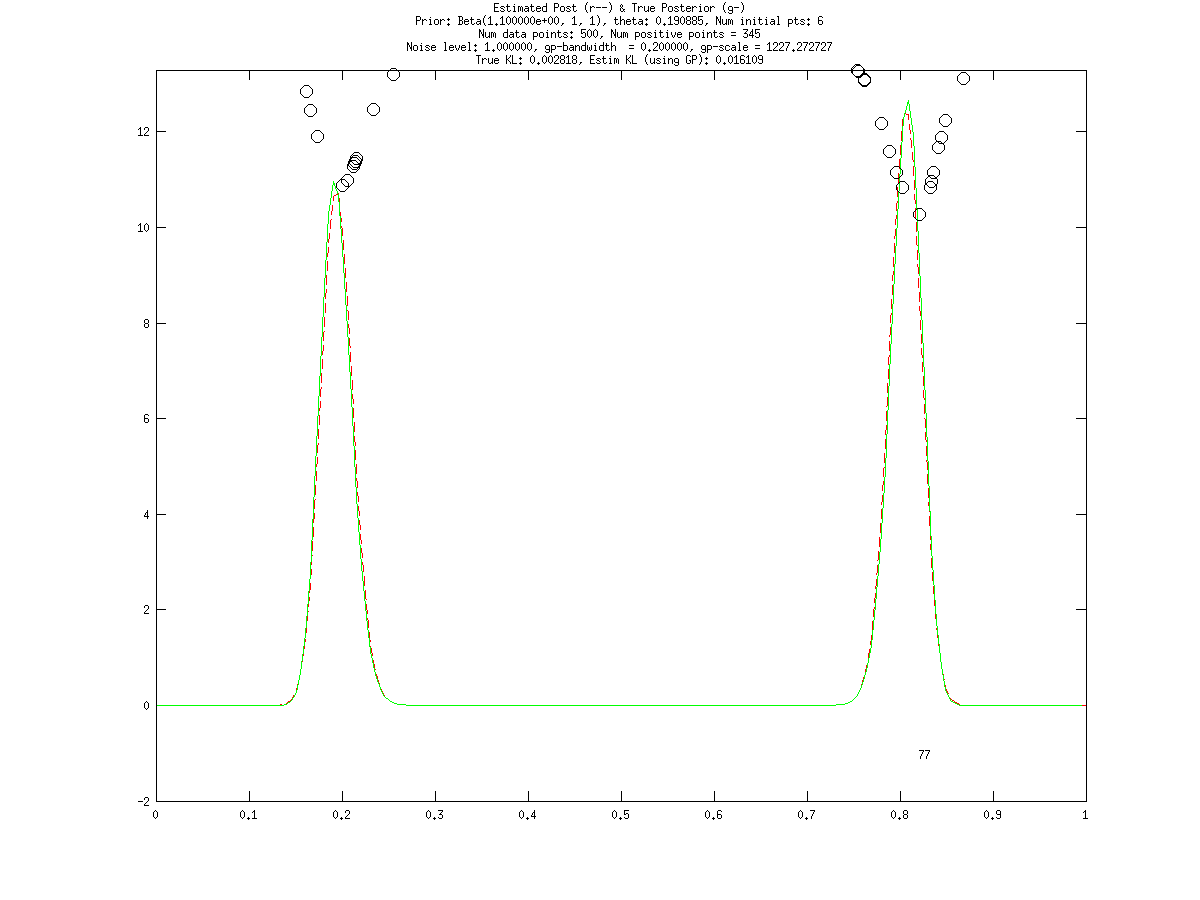 Estimated Post (r--) & True Posterior (g-)
Prior: Beta(1.100000e+00, 1, 1), theta: 0.190885, Num initial pts: 6
Num data points: 500, Num positive points = 345
Noise level: 1.000000, gp-bandwidth  = 0.200000, gp-scale = 1227.272727
True KL: 0.002818, Estim KL (using GP): 0.016109
12
10
8
6
4
2
0
77
-2
0 0.1 0.2 0.3 0.4 0.5 0.6 0.7 0.8 0.9 1